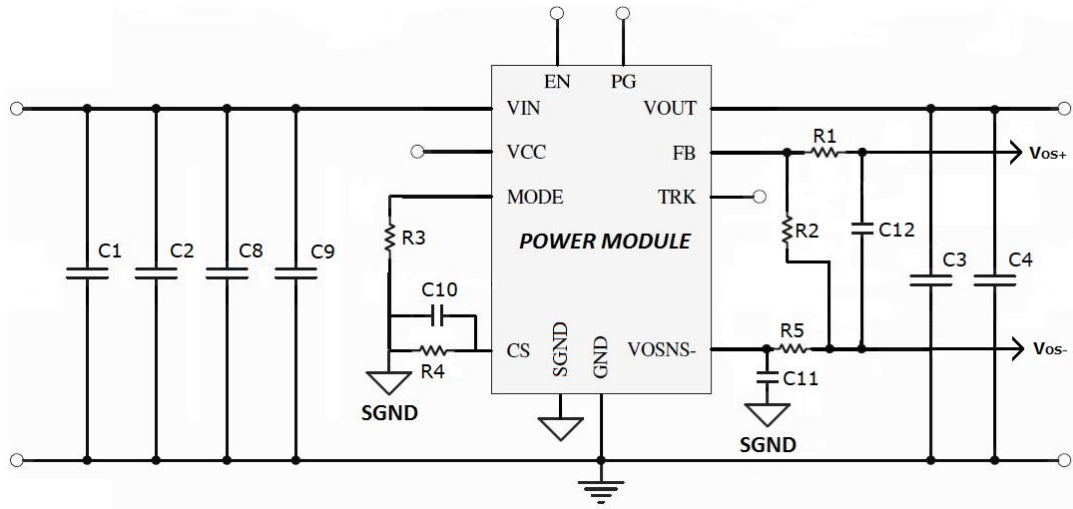 EN
PG
VIN
VOUT
R1
VCC
FB
VOS+
MODE
TRK
R3
R2
C12
POWER MODULE
C1
C2
C8
C9
C3
C4
C10
CS
SGND
GND
VOSNS-
R5
VOS-
R4
C11
SGND
SGND